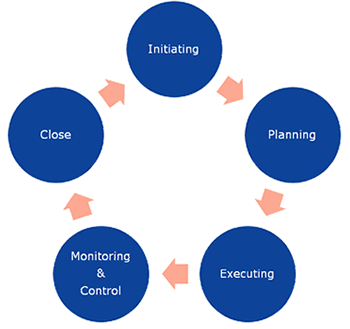 Initiating
Planning
Executing
Monitoring
&
Control
Close